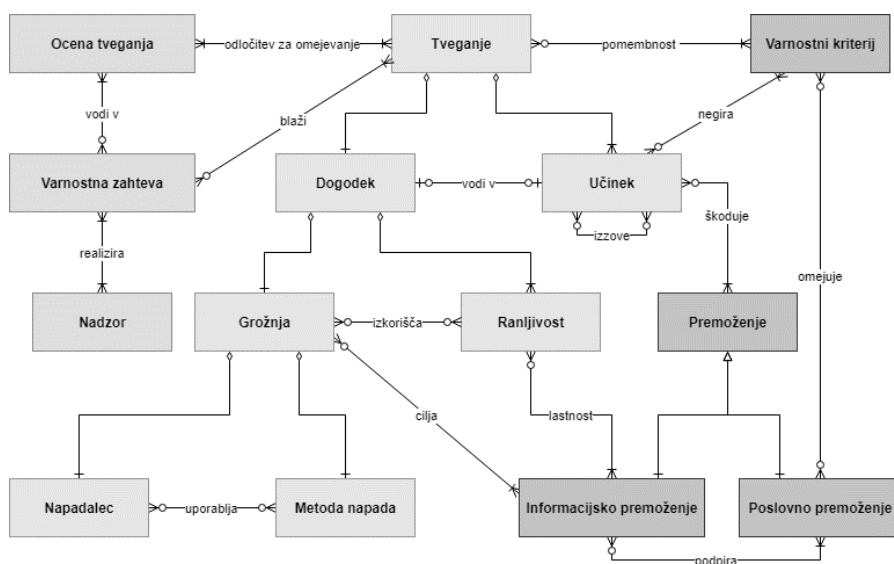 Ocena tveganja
odločitev za omejevanje
Tveganje
pomembnost
Varnostni kriterij
vodi v
blaži
negira
Varnostna zahteva
Dogodek
vodi v
Učinek
škoduje
izzove
realizira
omejuje
Nadzor
Grožnja
izkorišča
Ranljivost
Premoženje
cilja
lastnost
Napadalec
uporablja
Metoda napada
Informacijsko premoženje
Poslovno premoženje
podpira